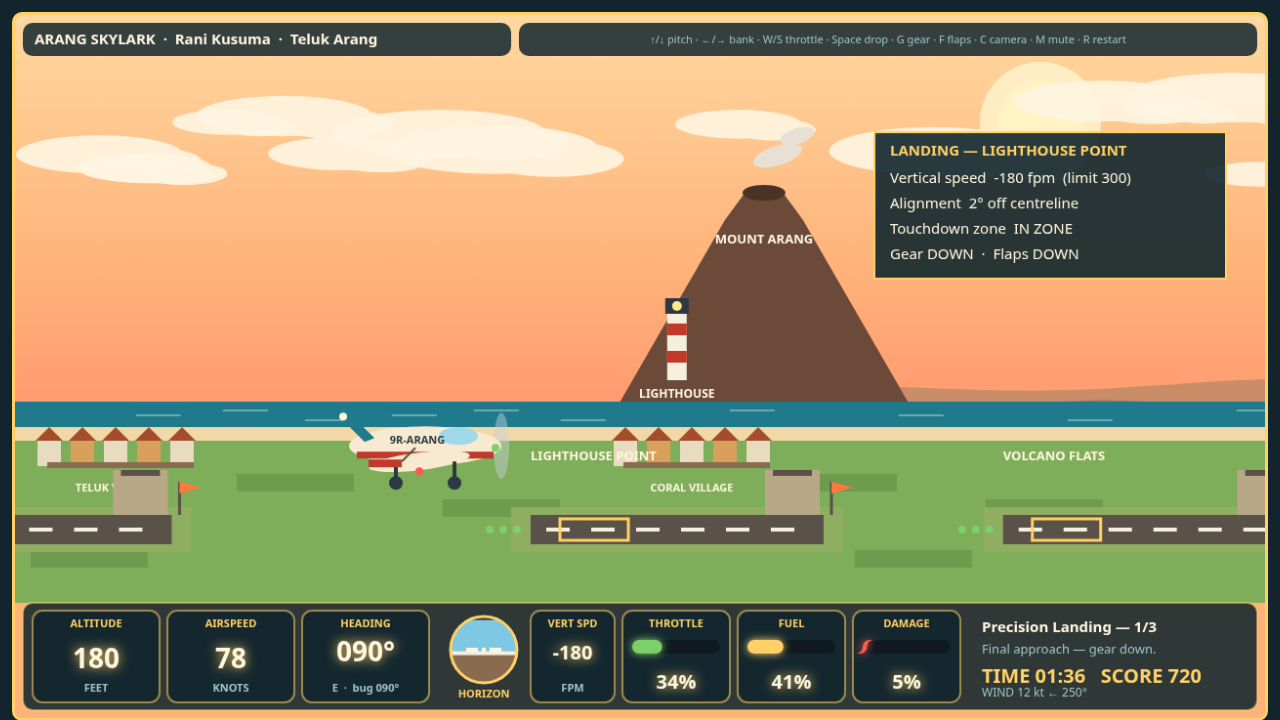 ARANG SKYLARK · Rani Kusuma · Teluk Arang
↑/↓ pitch · ←/→ bank · W/S throttle · Space drop · G gear · F flaps · C camera · M mute · R restart
LANDING — LIGHTHOUSE POINT
Vertical speed -180 fpm (limit 300)
Alignment 2° off centreline
Touchdown zone IN ZONE
Gear DOWN · Flaps DOWN
MOUNT ARANG
LIGHTHOUSE
9R-ARANG
LIGHTHOUSE POINT
VOLCANO FLATS
TELUK
CORAL VILLAGE
ALTITUDE
180
FEET
AIRSPEED
78
KNOTS
HEADING
090°
E · bug 090°
HORIZON
VERT SPD
-180
FPM
THROTTLE
34%
FUEL
41%
DAMAGE
5%
Precision Landing — 1/3
Final approach — gear down.
TIME 01:36 SCORE 720
WIND 12 kt ← 250°